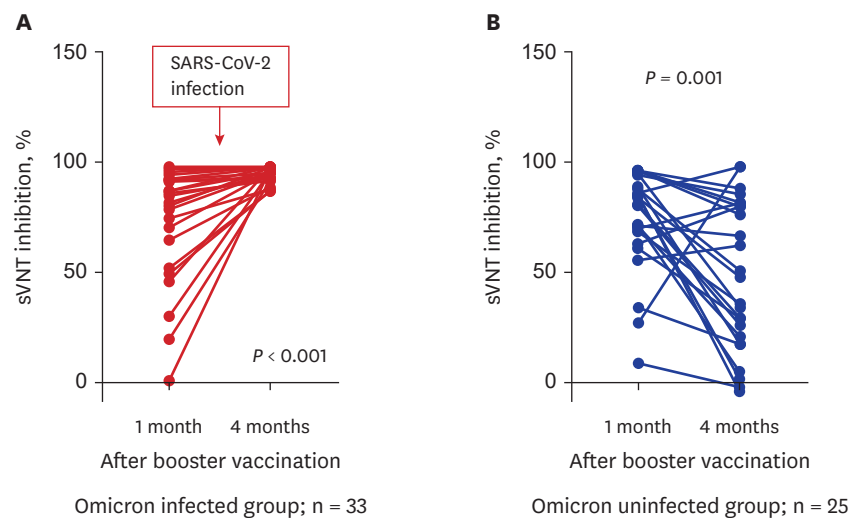 A
150
100
50
0
sVNT inhibition, %
SARS-CoV-2
infection
P < 0.001
1 month 4 months
After booster vaccination
Omicron infected group; n = 33
B
150
100
50
0
sVNT inhibition, %
P = 0.001
1 month 4 months
After booster vaccination
Omicron uninfected group; n = 25